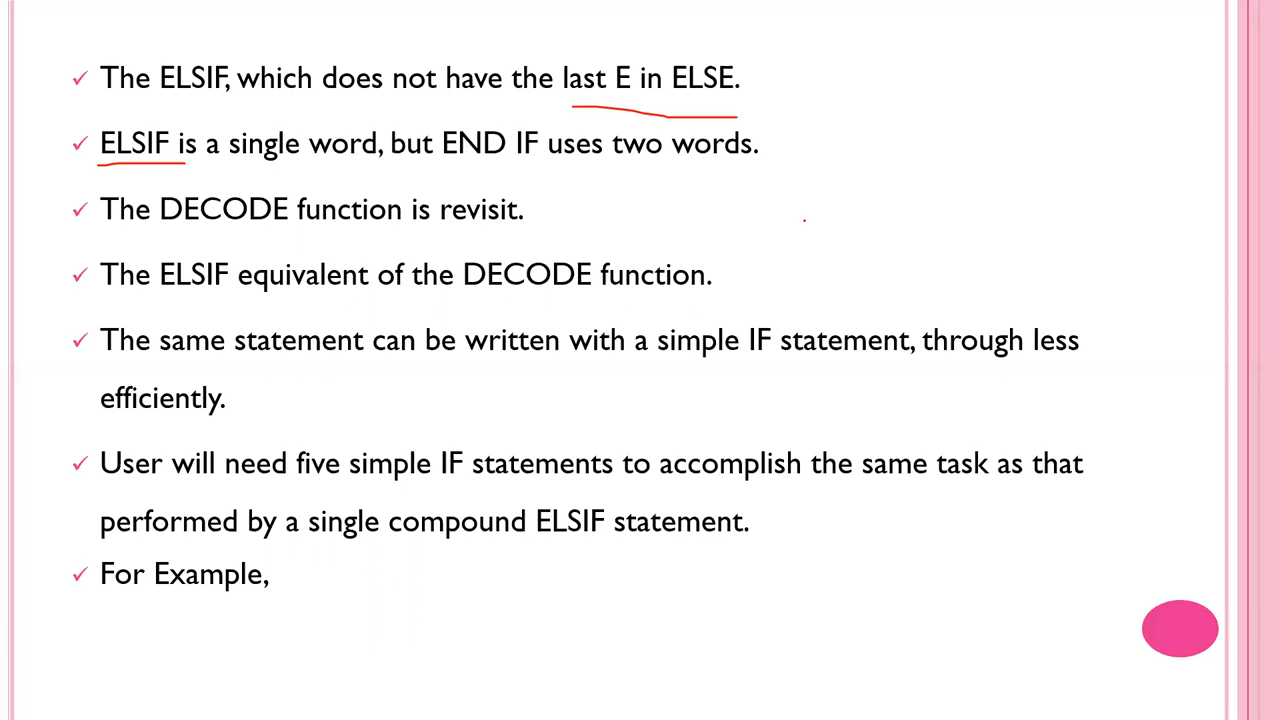 The ELSIF, which does not have the last E in ELSE.
ELSIF is a single word, but END IF uses two words.
The DECODE function is revisit.
The ELSIF equivalent of the DECODE function.
The same statement can be written with a simple IF statement, through less
efficiently.
User will need five simple IF statements to accomplish the same task as that
performed by a single compound ELSIF statement.
For Example,